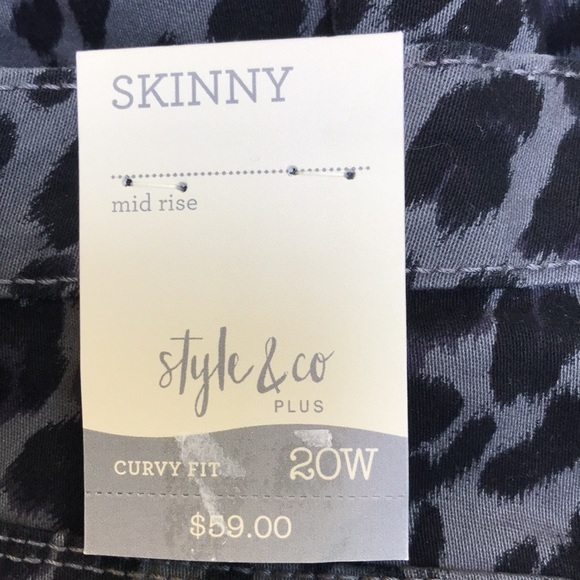 SKINNY
mid rise
style & co
PLUS
CURVY FIT 20W
$59.00